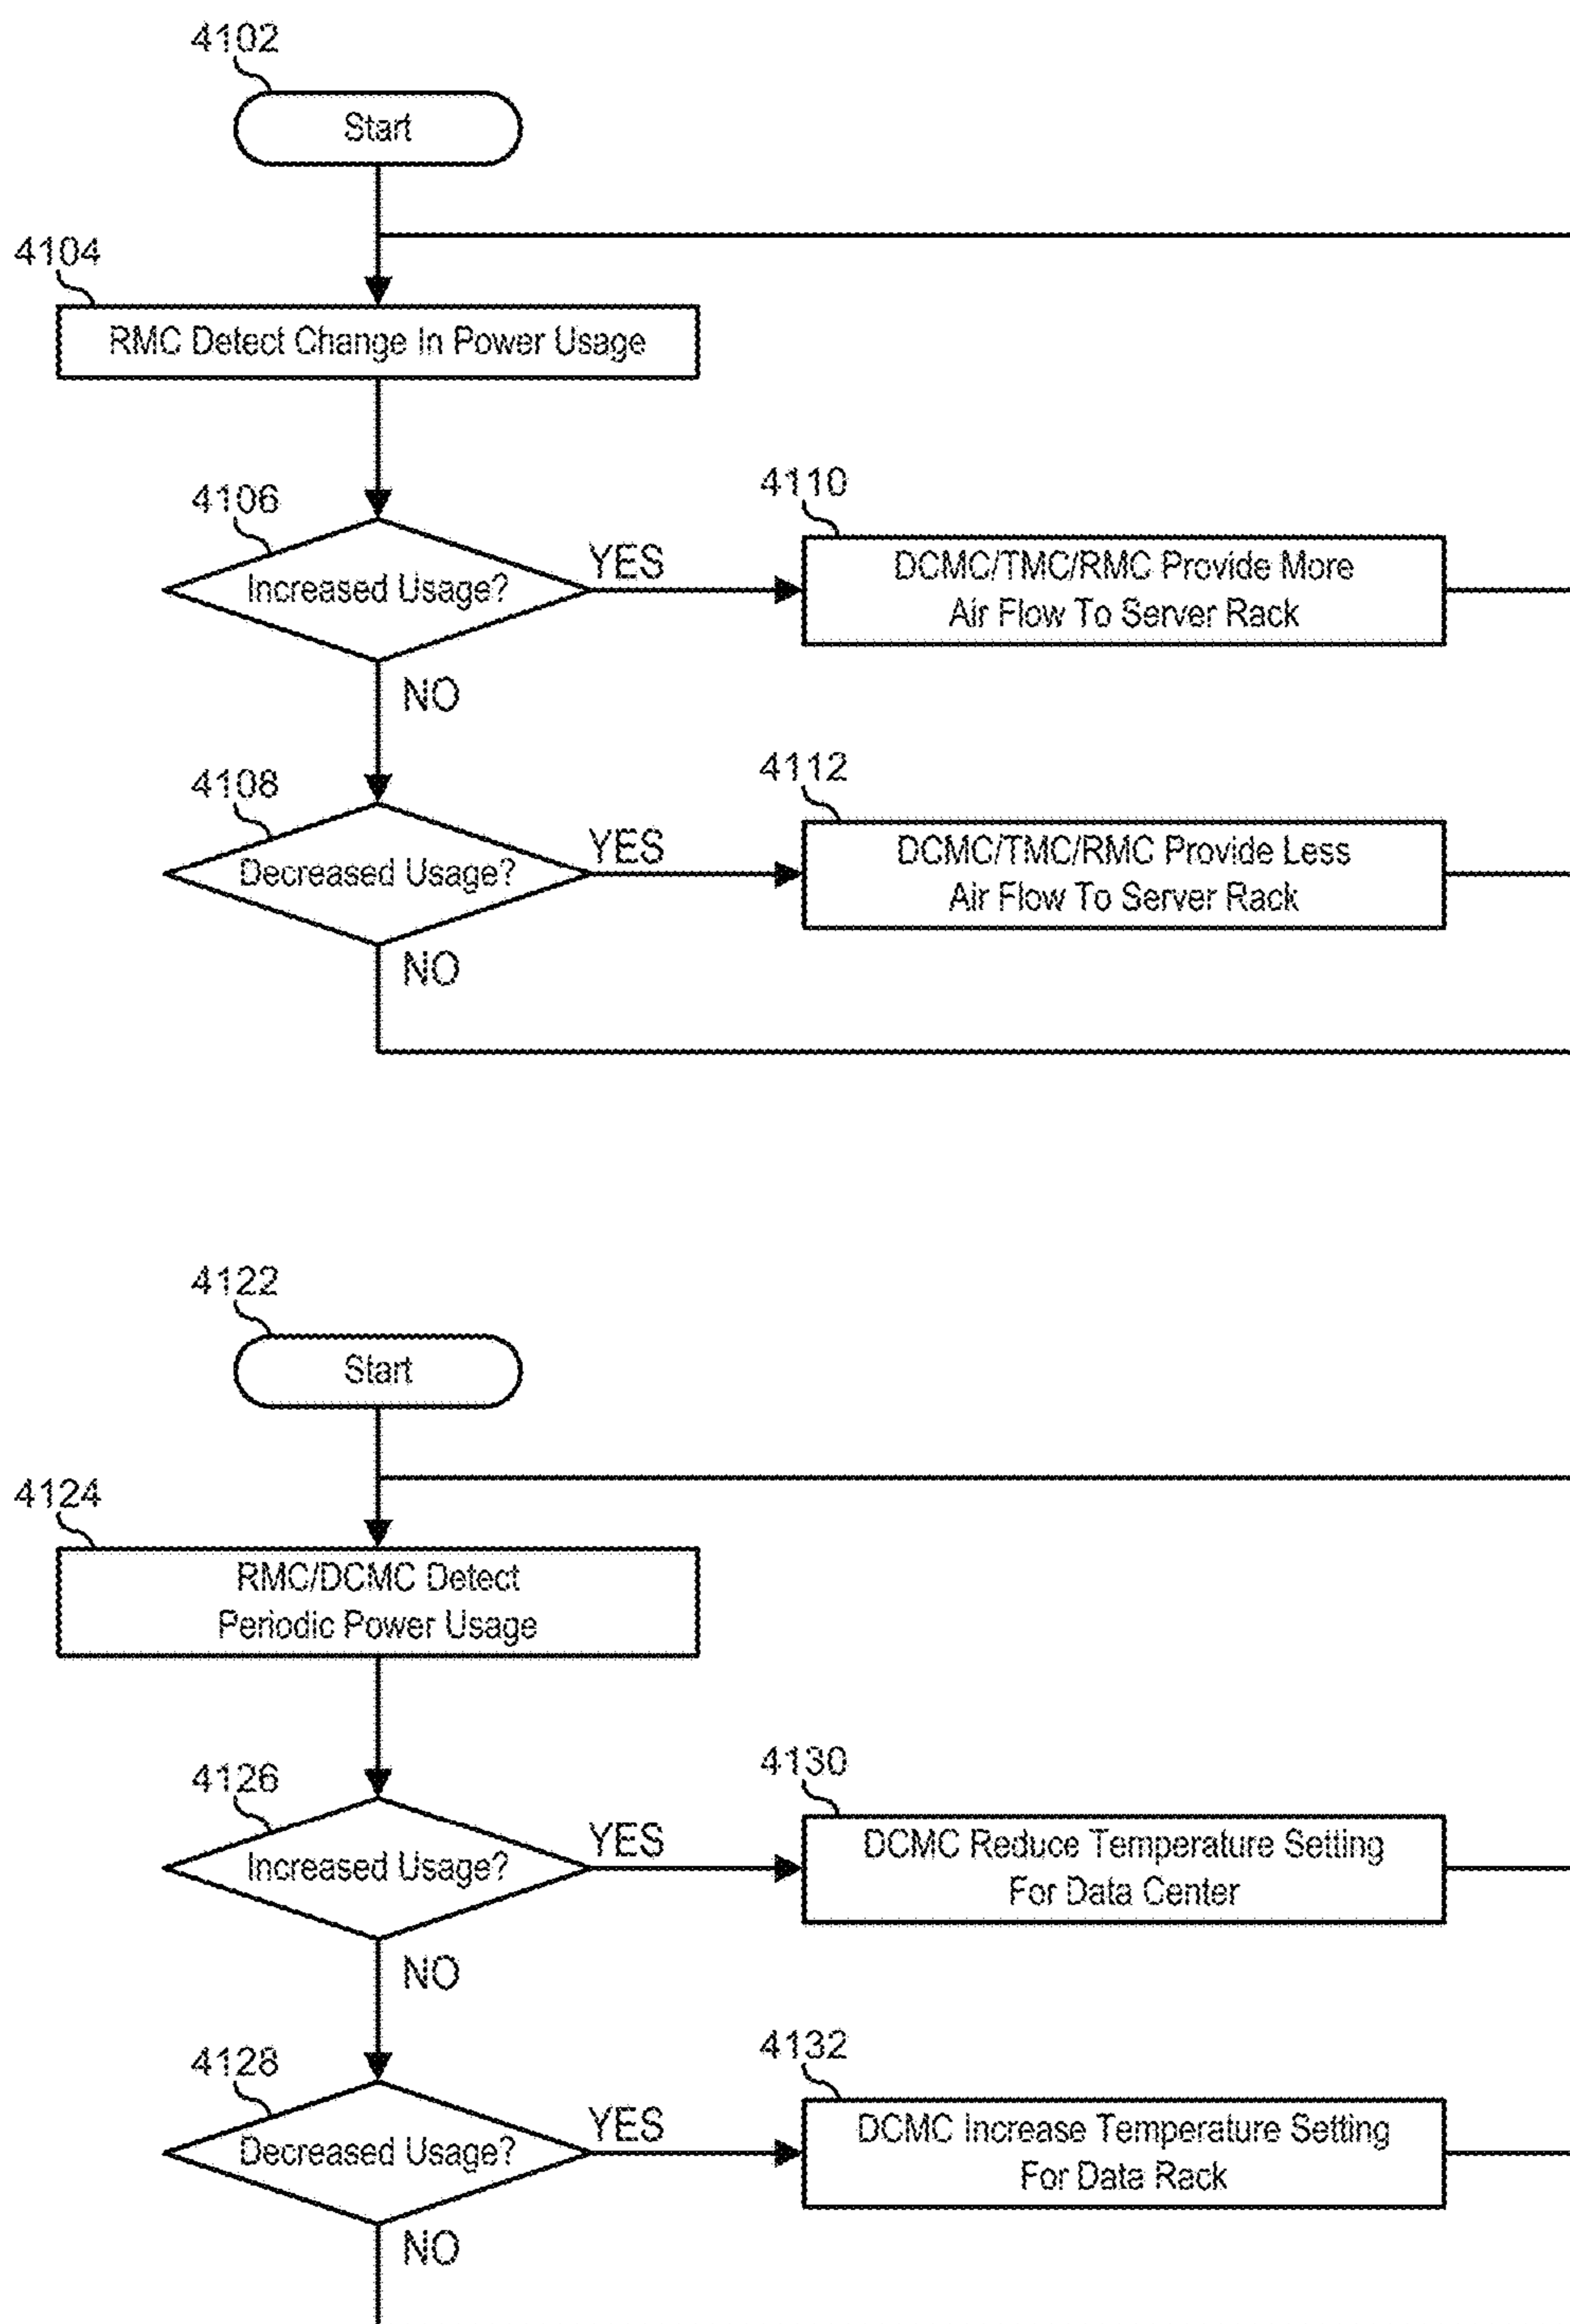 4102
Start
4104
RMC Detect Change In Power Usage
4106
Increased Usage?
YES
4110
DCMC/TMC/RMC Provide More
Air Flow To Server Rack
NO
4108
Decreased Usage?
YES
4112
DCMC/TMC/RMC Provide Less
Air Flow To Server Rack
NO
4122
Start
4124
RMC/DCMC Detect
Periodic Power Usage
4126
Increased Usage?
YES
4130
DCMC Reduce Temperature Setting
For Data Center
NO
4128
Decreased Usage?
YES
4132
DCMC Increase Temperature Setting
For Data Rack
NO